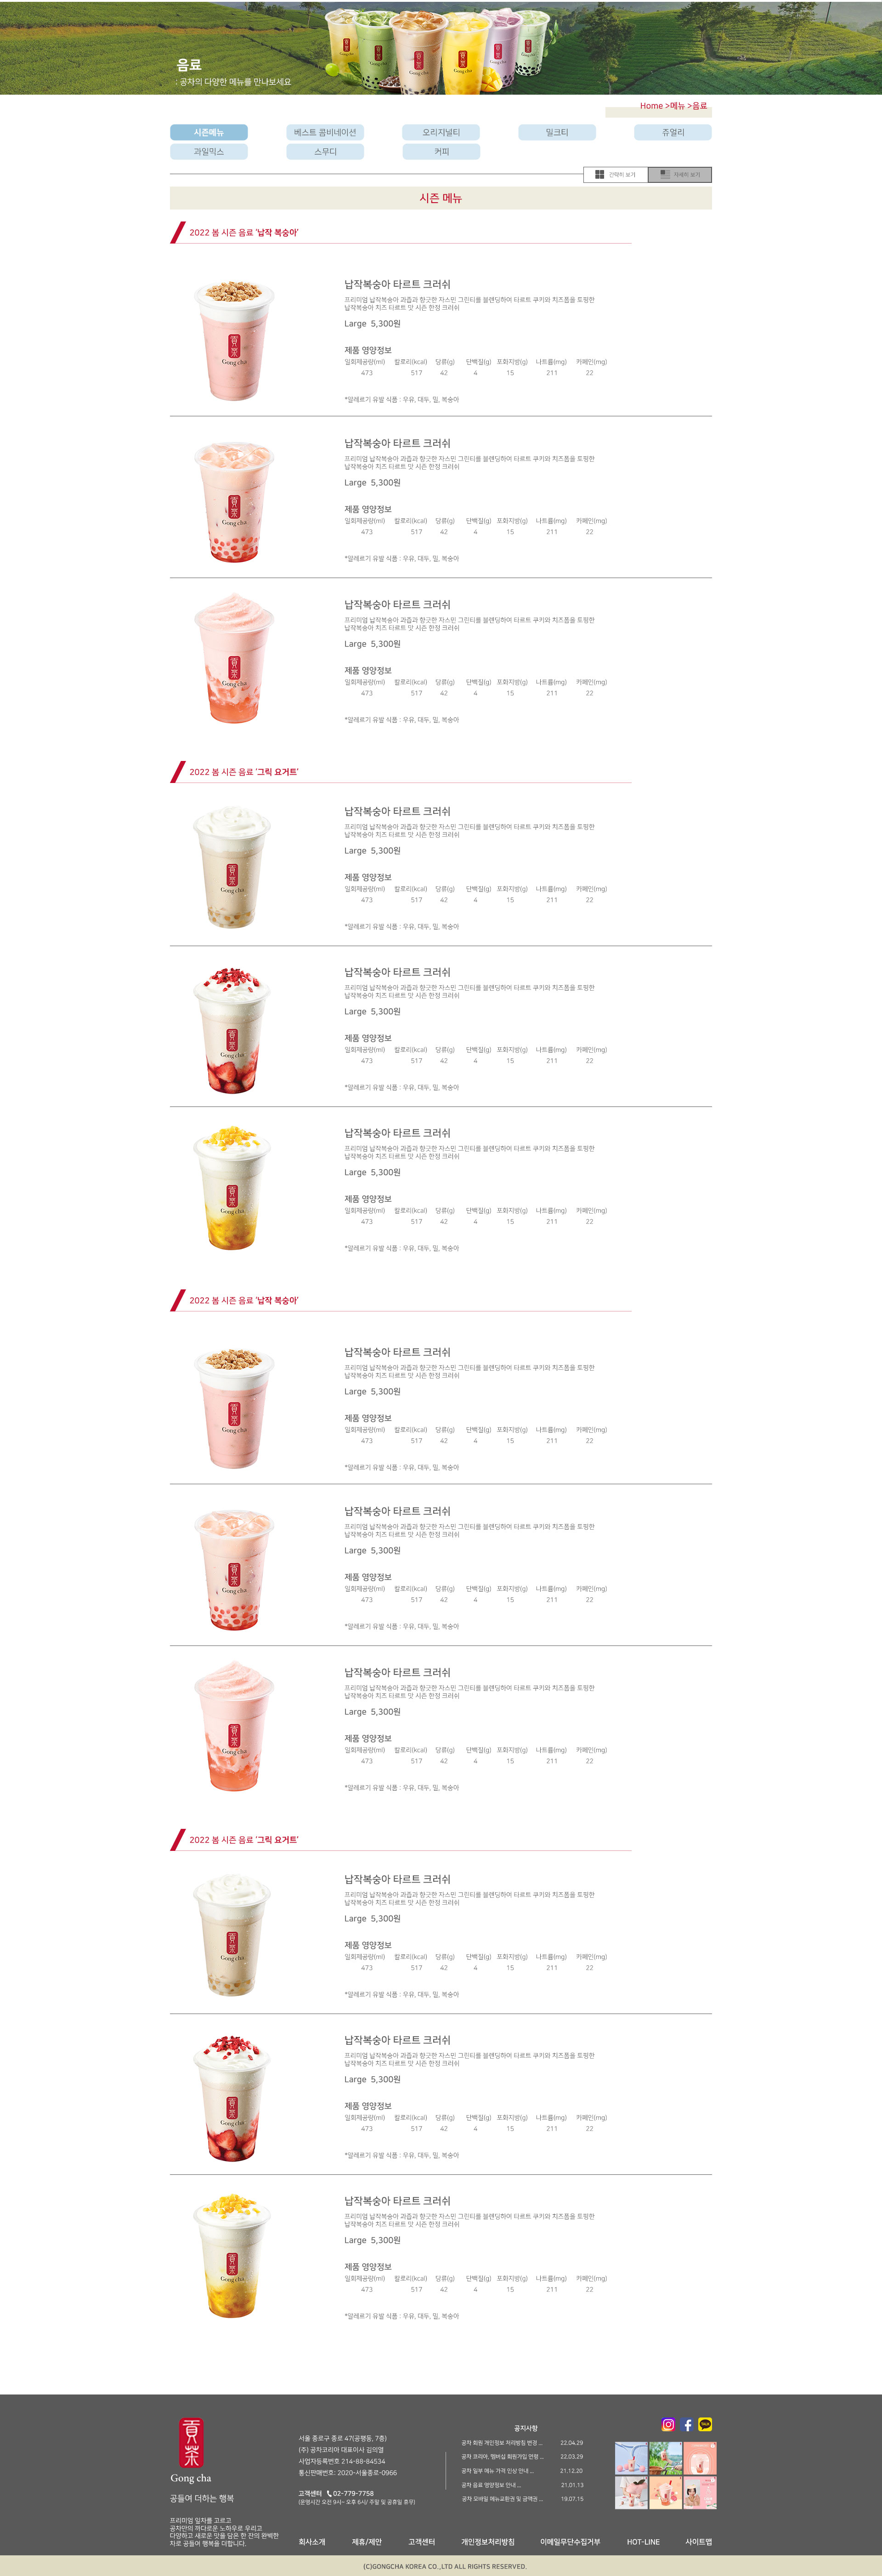 음료
: 공차의 다양한 메뉴를 만나보세요
Home >메뉴 >음료
시즌메뉴
베스트 콤비네이션
오리지널티
밀크티
쥬얼리
과일믹스
스무디
커피
간략히 보기
자세히 보기
시즌 메뉴
2022 봄 시즌 음료 '납작 복숭아'
납작복숭아 타르트 크러쉬
프리미엄 납작복숭아 과즙과 향긋한 자스민 그린티를 블렌딩하여 타르트 쿠키와 치즈폼을 토핑한
납작복숭아 치즈 타르트 맛 시즌 한정 크러쉬
Large 5,300원
제품 영양정보
일회제공량(ml) 칼로리(kcal) 당류(g) 단백질(g) 포화지방(g) 나트륨(mg) 카페인(mg)
473 517 42 4 15 211 22
*알레르기 유발 식품 : 우유, 대두, 밀, 복숭아
납작복숭아 타르트 크러쉬
프리미엄 납작복숭아 과즙과 향긋한 자스민 그린티를 블렌딩하여 타르트 쿠키와 치즈폼을 토핑한
납작복숭아 치즈 타르트 맛 시즌 한정 크러쉬
Large 5,300원
제품 영양정보
일회제공량(ml) 칼로리(kcal) 당류(g) 단백질(g) 포화지방(g) 나트륨(mg) 카페인(mg)
473 517 42 4 15 211 22
*알레르기 유발 식품 : 우유, 대두, 밀, 복숭아
납작복숭아 타르트 크러쉬
프리미엄 납작복숭아 과즙과 향긋한 자스민 그린티를 블렌딩하여 타르트 쿠키와 치즈폼을 토핑한
납작복숭아 치즈 타르트 맛 시즌 한정 크러쉬
Large 5,300원
제품 영양정보
일회제공량(ml) 칼로리(kcal) 당류(g) 단백질(g) 포화지방(g) 나트륨(mg) 카페인(mg)
473 517 42 4 15 211 22
*알레르기 유발 식품 : 우유, 대두, 밀, 복숭아
2022 봄 시즌 음료 '그릭 요거트'
납작복숭아 타르트 크러쉬
프리미엄 납작복숭아 과즙과 향긋한 자스민 그린티를 블렌딩하여 타르트 쿠키와 치즈폼을 토핑한
납작복숭아 치즈 타르트 맛 시즌 한정 크러쉬
Large 5,300원
제품 영양정보
일회제공량(ml) 칼로리(kcal) 당류(g) 단백질(g) 포화지방(g) 나트륨(mg) 카페인(mg)
473 517 42 4 15 211 22
*알레르기 유발 식품 : 우유, 대두, 밀, 복숭아
납작복숭아 타르트 크러쉬
프리미엄 납작복숭아 과즙과 향긋한 자스민 그린티를 블렌딩하여 타르트 쿠키와 치즈폼을 토핑한
납작복숭아 치즈 타르트 맛 시즌 한정 크러쉬
Large 5,300원
제품 영양정보
일회제공량(ml) 칼로리(kcal) 당류(g) 단백질(g) 포화지방(g) 나트륨(mg) 카페인(mg)
473 517 42 4 15 211 22
*알레르기 유발 식품 : 우유, 대두, 밀, 복숭아
납작복숭아 타르트 크러쉬
프리미엄 납작복숭아 과즙과 향긋한 자스민 그린티를 블렌딩하여 타르트 쿠키와 치즈폼을 토핑한
납작복숭아 치즈 타르트 맛 시즌 한정 크러쉬
Large 5,300원
제품 영양정보
일회제공량(ml) 칼로리(kcal) 당류(g) 단백질(g) 포화지방(g) 나트륨(mg) 카페인(mg)
473 517 42 4 15 211 22
*알레르기 유발 식품 : 우유, 대두, 밀, 복숭아
2022 봄 시즌 음료 '납작 복숭아'
납작복숭아 타르트 크러쉬
프리미엄 납작복숭아 과즙과 향긋한 자스민 그린티를 블렌딩하여 타르트 쿠키와 치즈폼을 토핑한
납작복숭아 치즈 타르트 맛 시즌 한정 크러쉬
Large 5,300원
제품 영양정보
일회제공량(ml) 칼로리(kcal) 당류(g) 단백질(g) 포화지방(g) 나트륨(mg) 카페인(mg)
473 517 42 4 15 211 22
*알레르기 유발 식품 : 우유, 대두, 밀, 복숭아
납작복숭아 타르트 크러쉬
프리미엄 납작복숭아 과즙과 향긋한 자스민 그린티를 블렌딩하여 타르트 쿠키와 치즈폼을 토핑한
납작복숭아 치즈 타르트 맛 시즌 한정 크러쉬
Large 5,300원
제품 영양정보
일회제공량(ml) 칼로리(kcal) 당류(g) 단백질(g) 포화지방(g) 나트륨(mg) 카페인(mg)
473 517 42 4 15 211 22
*알레르기 유발 식품 : 우유, 대두, 밀, 복숭아
납작복숭아 타르트 크러쉬
프리미엄 납작복숭아 과즙과 향긋한 자스민 그린티를 블렌딩하여 타르트 쿠키와 치즈폼을 토핑한
납작복숭아 치즈 타르트 맛 시즌 한정 크러쉬
Large 5,300원
제품 영양정보
일회제공량(ml) 칼로리(kcal) 당류(g) 단백질(g) 포화지방(g) 나트륨(mg) 카페인(mg)
473 517 42 4 15 211 22
*알레르기 유발 식품 : 우유, 대두, 밀, 복숭아
2022 봄 시즌 음료 '그릭 요거트'
납작복숭아 타르트 크러쉬
프리미엄 납작복숭아 과즙과 향긋한 자스민 그린티를 블렌딩하여 타르트 쿠키와 치즈폼을 토핑한
납작복숭아 치즈 타르트 맛 시즌 한정 크러쉬
Large 5,300원
제품 영양정보
일회제공량(ml) 칼로리(kcal) 당류(g) 단백질(g) 포화지방(g) 나트륨(mg) 카페인(mg)
473 517 42 4 15 211 22
*알레르기 유발 식품 : 우유, 대두, 밀, 복숭아
납작복숭아 타르트 크러쉬
프리미엄 납작복숭아 과즙과 향긋한 자스민 그린티를 블렌딩하여 타르트 쿠키와 치즈폼을 토핑한
납작복숭아 치즈 타르트 맛 시즌 한정 크러쉬
Large 5,300원
제품 영양정보
일회제공량(ml) 칼로리(kcal) 당류(g) 단백질(g) 포화지방(g) 나트륨(mg) 카페인(mg)
473 517 42 4 15 211 22
*알레르기 유발 식품 : 우유, 대두, 밀, 복숭아
납작복숭아 타르트 크러쉬
프리미엄 납작복숭아 과즙과 향긋한 자스민 그린티를 블렌딩하여 타르트 쿠키와 치즈폼을 토핑한
납작복숭아 치즈 타르트 맛 시즌 한정 크러쉬
Large 5,300원
제품 영양정보
일회제공량(ml) 칼로리(kcal) 당류(g) 단백질(g) 포화지방(g) 나트륨(mg) 카페인(mg)
473 517 42 4 15 211 22
*알레르기 유발 식품 : 우유, 대두, 밀, 복숭아
貢茶
Gong cha
공들여 더하는 행복
프리미엄 잎차를 고르고
공차만의 까다로운 노하우로 우리고
다양하고 새로운 맛을 담은 한 잔의 완벽한
차로 공들여 행복을 더합니다.
서울 종로구 종로 47(공평동, 7층)
(주) 공차코리아 대표이사 김의열
사업자등록번호 214-88-84534
통신판매번호: 2020-서울종로-0966
고객센터 02-779-7758
(운영시간 오전 9시~ 오후 6시/ 주말 및 공휴일 휴무)
공지사항
공차 회원 개인정보 처리방침 변경 ... 22.04.29
공차 코리아, 멤버십 회원가입 연령 ... 22.03.29
공차 일부 메뉴 가격 인상 안내 ... 21.12.20
공차 음료 영양정보 안내 ... 21.01.13
공차 모바일 메뉴교환권 및 금액권 ... 19.07.15
회사소개
제휴/제안
고객센터
개인정보처리방침
이메일무단수집거부
HOT-LINE
사이트맵
(C)GONGCHA KOREA CO.,LTD ALL RIGHTS RESERVED.